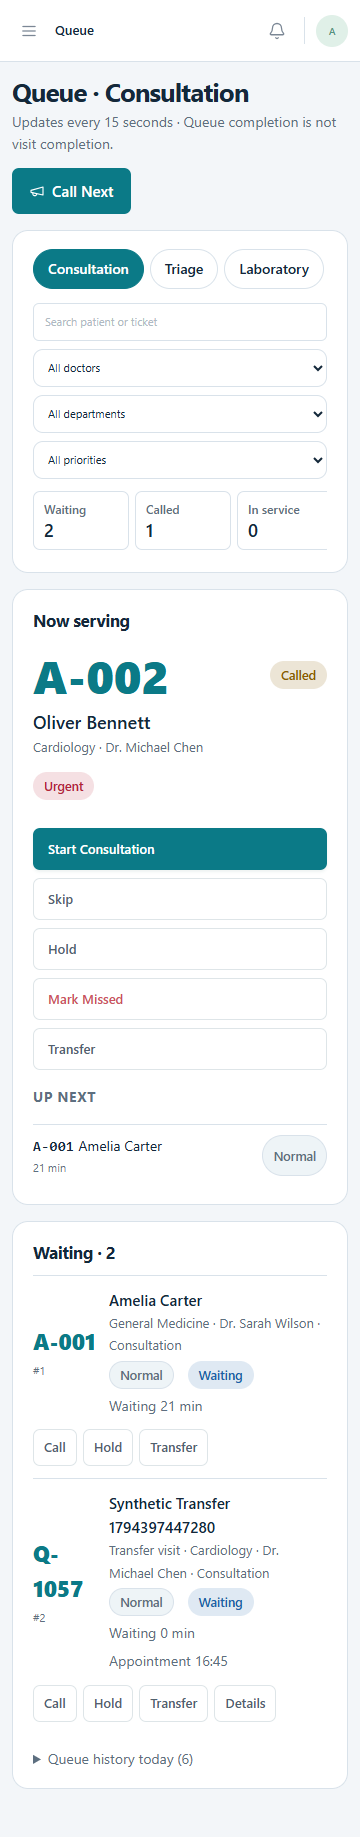 Queue
A
Queue · Consultation
Updates every 15 seconds · Queue completion is not
visit completion.
Call Next
Consultation
Triage
Laboratory
Search patient or ticket
All doctors
All departments
All priorities
Waiting
2
Called
1
In service
0
Now serving
A-002
Called
Oliver Bennett
Cardiology · Dr. Michael Chen
Urgent
Start Consultation
Skip
Hold
Mark Missed
Transfer
UP NEXT
A-001 Amelia Carter
21 min
Normal
Waiting · 2
A-001
#1
Amelia Carter
General Medicine · Dr. Sarah Wilson ·
Consultation
Normal
Waiting
Waiting 21 min
Call
Hold
Transfer
Q-
1057
#2
Synthetic Transfer
1794397447280
Transfer visit · Cardiology · Dr.
Michael Chen · Consultation
Normal
Waiting
Waiting 0 min
Appointment 16:45
Call
Hold
Transfer
Details
Queue history today (6)